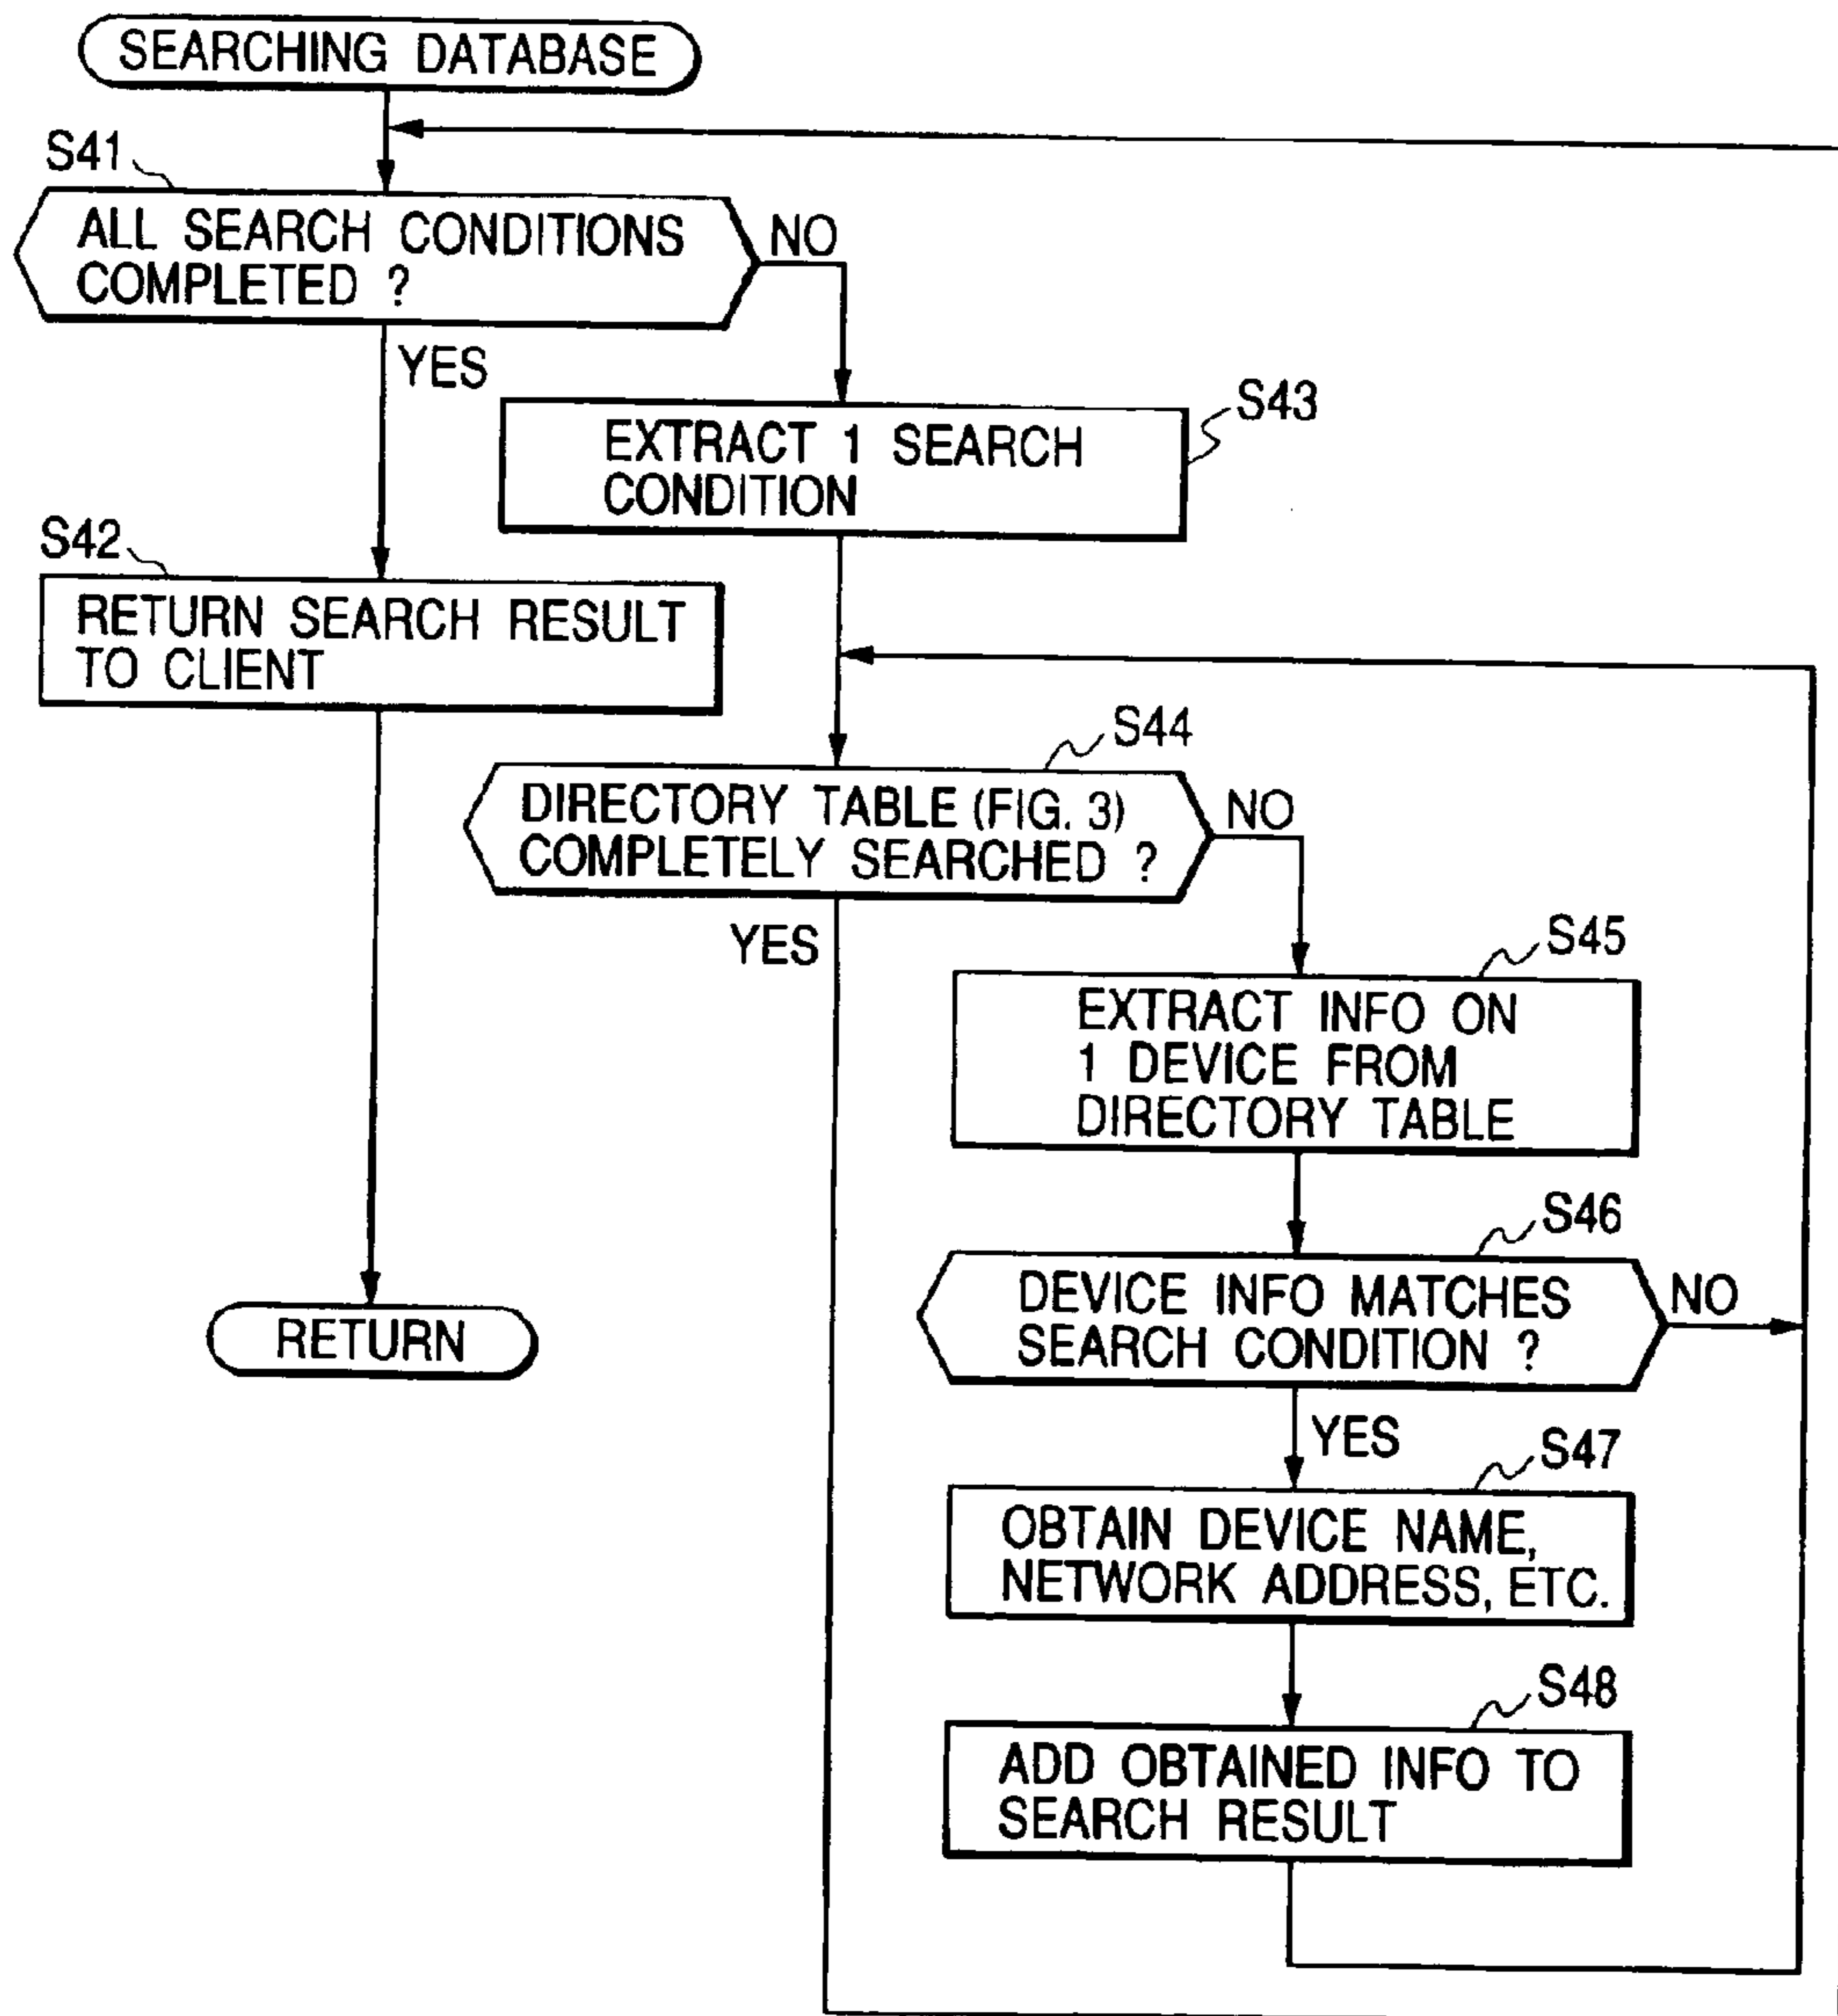 SEARCHING DATABASE
S41
ALL SEARCH CONDITIONS
COMPLETED ?
NO
YES
S43
EXTRACT 1 SEARCH
CONDITION
S42
RETURN SEARCH RESULT
TO CLIENT
S44
DIRECTORY TABLE (FIG. 3)
COMPLETELY SEARCHED ?
NO
YES
S45
EXTRACT INFO ON
1 DEVICE FROM
DIRECTORY TABLE
S46
DEVICE INFO MATCHES
SEARCH CONDITION ?
NO
RETURN
YES
S47
OBTAIN DEVICE NAME,
NETWORK ADDRESS, ETC.
S48
ADD OBTAINED INFO TO
SEARCH RESULT